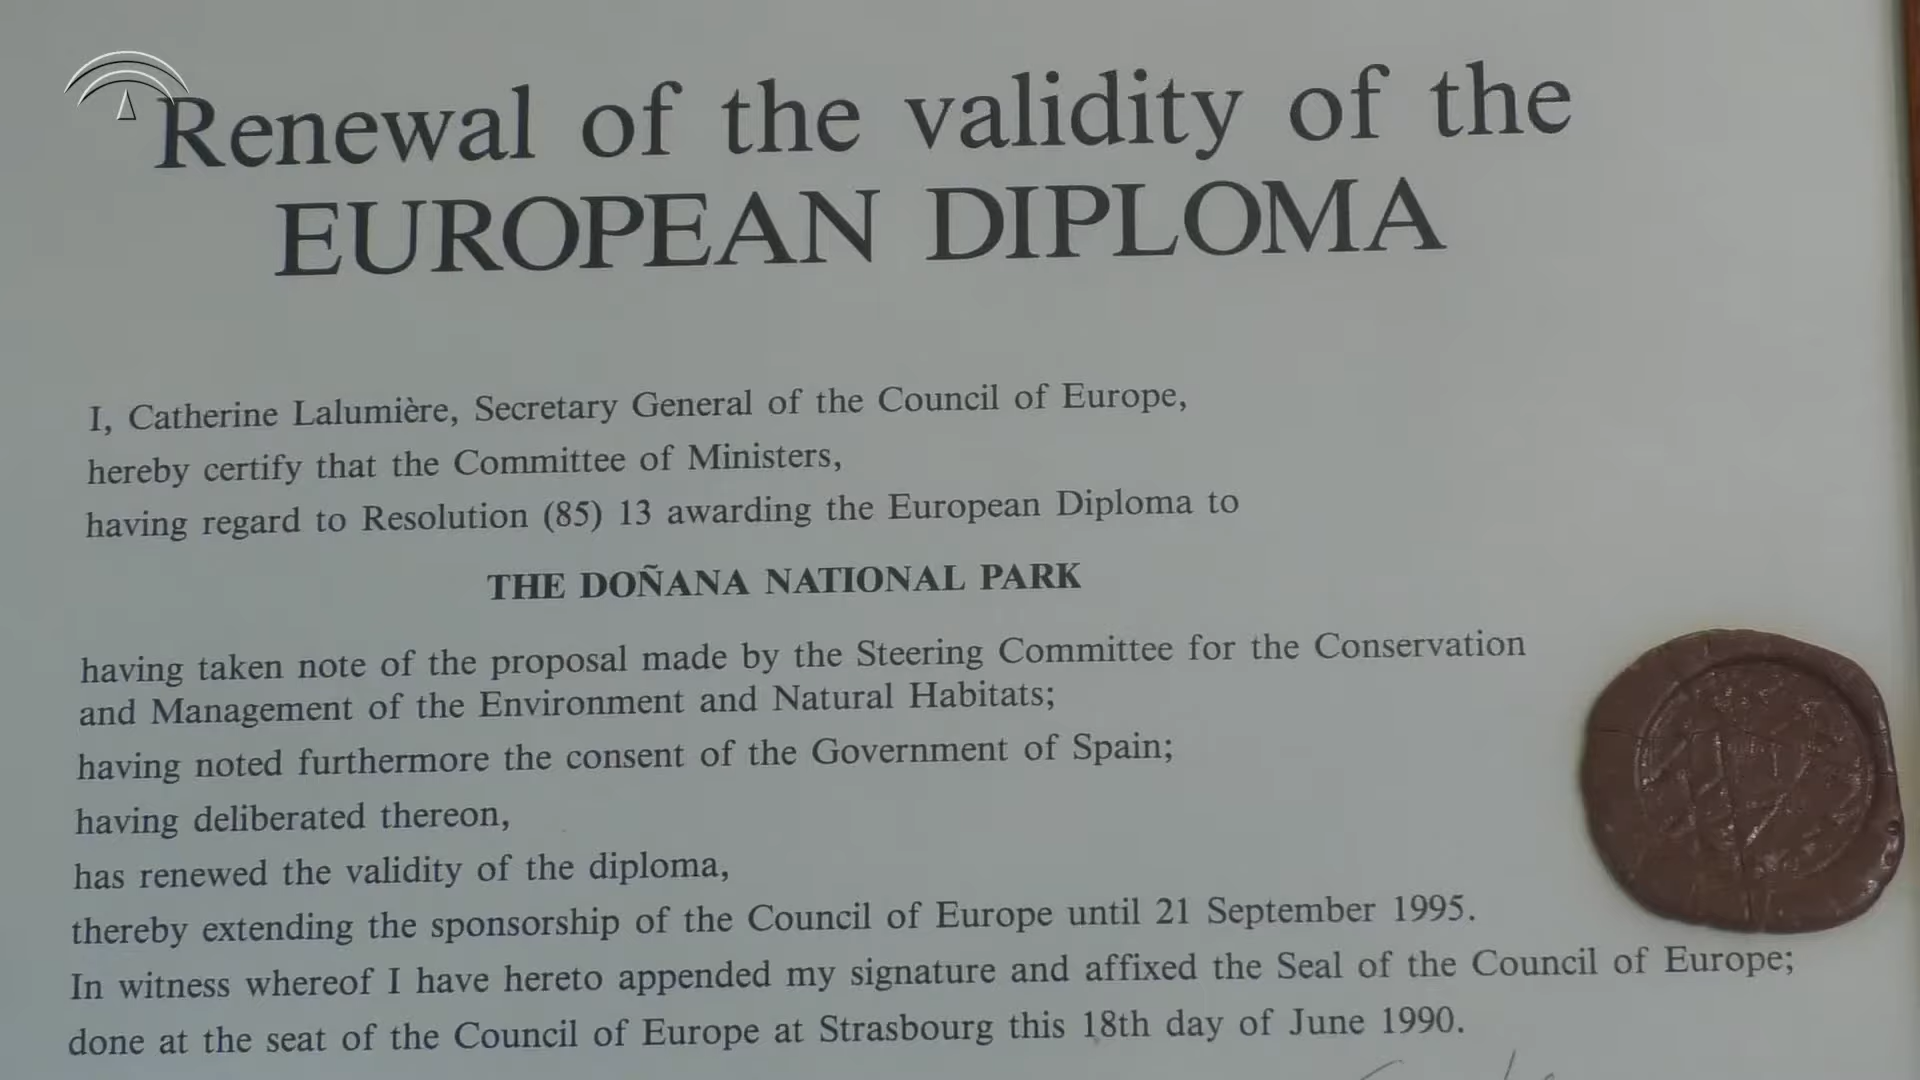 Renewal of the validity of the
EUROPEAN DIPLOMA
I, Catherine Lalumière, Secretary General of the Council of Europe,
hereby certify that the Committee of Ministers,
having regard to Resolution (85) 13 awarding the European Diploma to
THE DOÑANA NATIONAL PARK
having taken note of the proposal made by the Steering Committee for the Conservation
and Management of the Environment and Natural Habitats;
having noted furthermore the consent of the Government of Spain;
having deliberated thereon,
has renewed the validity of the diploma,
thereby extending the sponsorship of the Council of Europe until 21 September 1995.
In witness whereof I have hereto appended my signature and affixed the Seal of the Council of Europe;
done at the seat of the Council of Europe at Strasbourg this 18th day of June 1990.